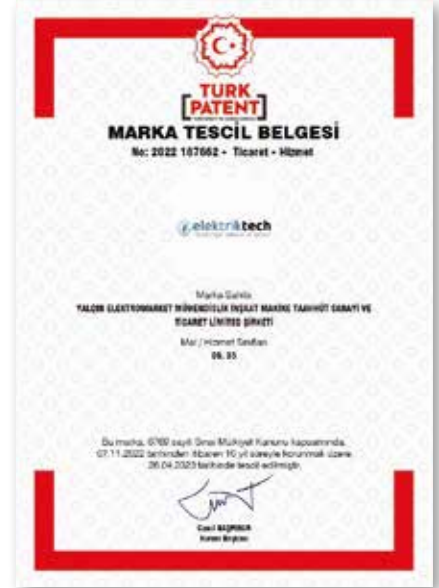 TÜRK
PATENT
MARKA TESCİL BELGESİ
No: 2022 167662 - Ticaret - Hizmet
elektriktech
Marka Sahibi
YALÇIN ELEKTROMARKET MÜHENDİSLİK İNŞAAT MAKİNE TAAHHÜT SANAYİ VE
TİCARET LİMİTED ŞİRKETİ
Mal / Hizmet Sınıfları
09, 35
Bu marka, 6769 sayılı Sınai Mülkiyet Kanunu kapsamında,
07.11.2022 tarihinden itibaren 10 yıl süreyle korunmak üzere
26.04.2023 tarihinde tescil edilmiştir.
Kurum Başkanı